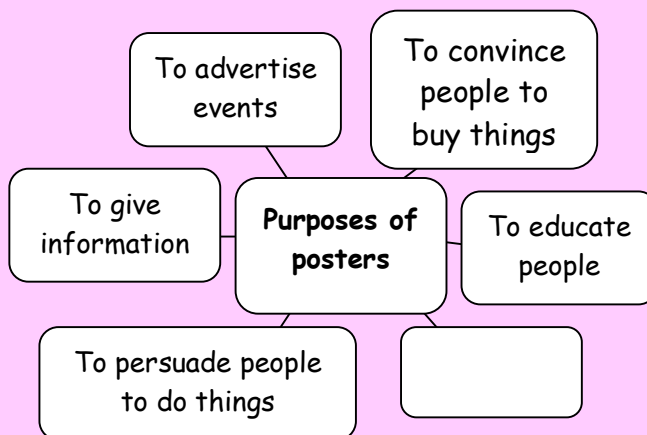 To advertise
events
To convince
people to
buy things
To give
information
Purposes of
posters
To educate
people
To persuade people
to do things